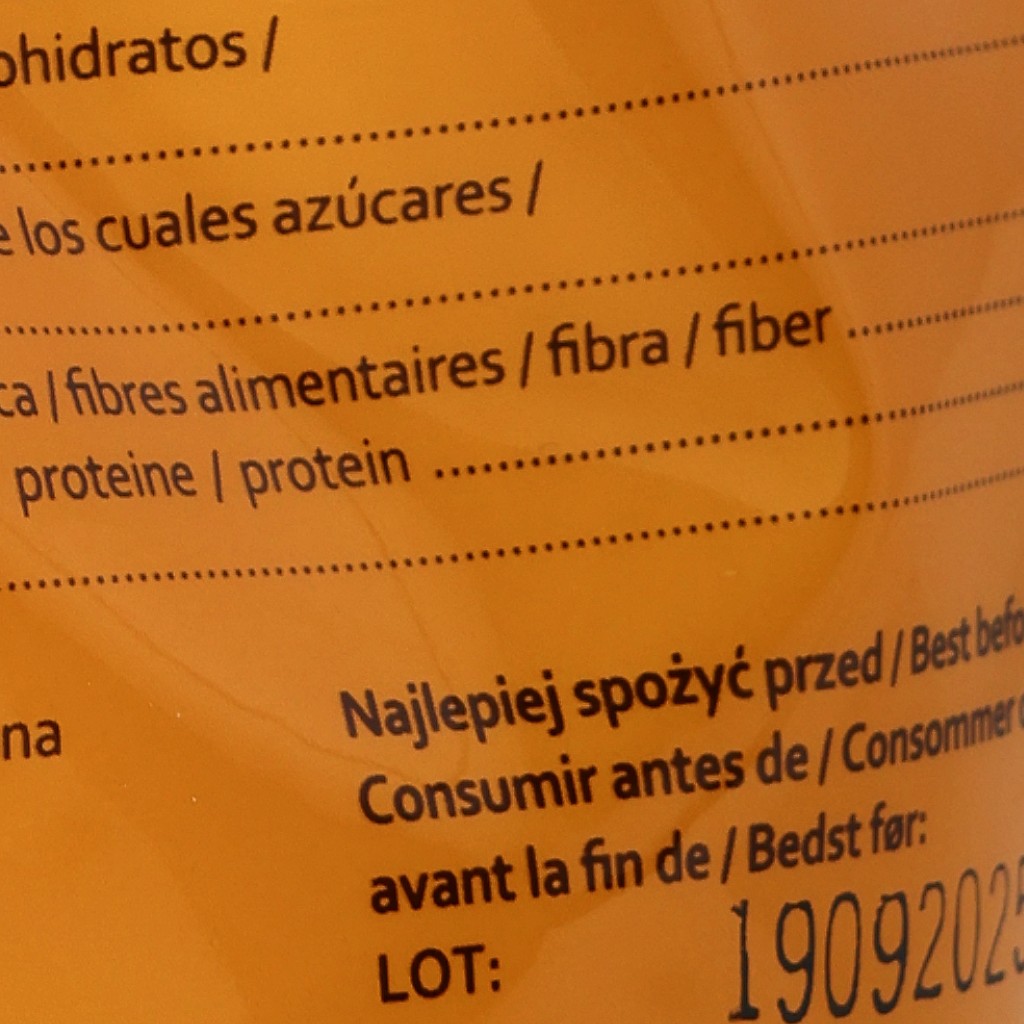 ohidratos /
e los cuales azúcares /
ca / fibres alimentaires / fibra / fiber
proteine / protein
na
Najlepiej spożyć przed / Best befo
Consumir antes de / Consommer
avant la fin de / Bedst før:
LOT: 19092025